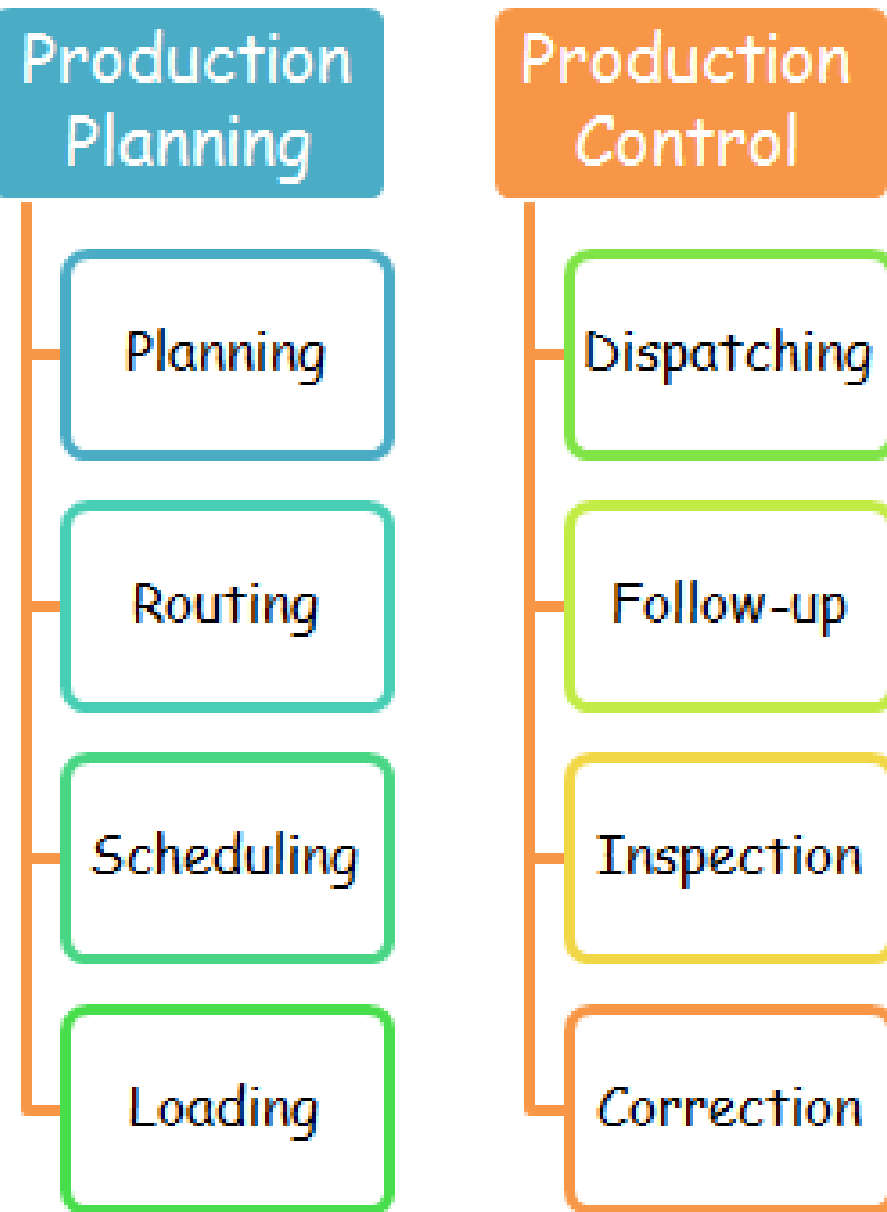 Production
Planning
Planning
Routing
Scheduling
Loading
Production
Control
Dispatching
Follow-up
Inspection
Correction